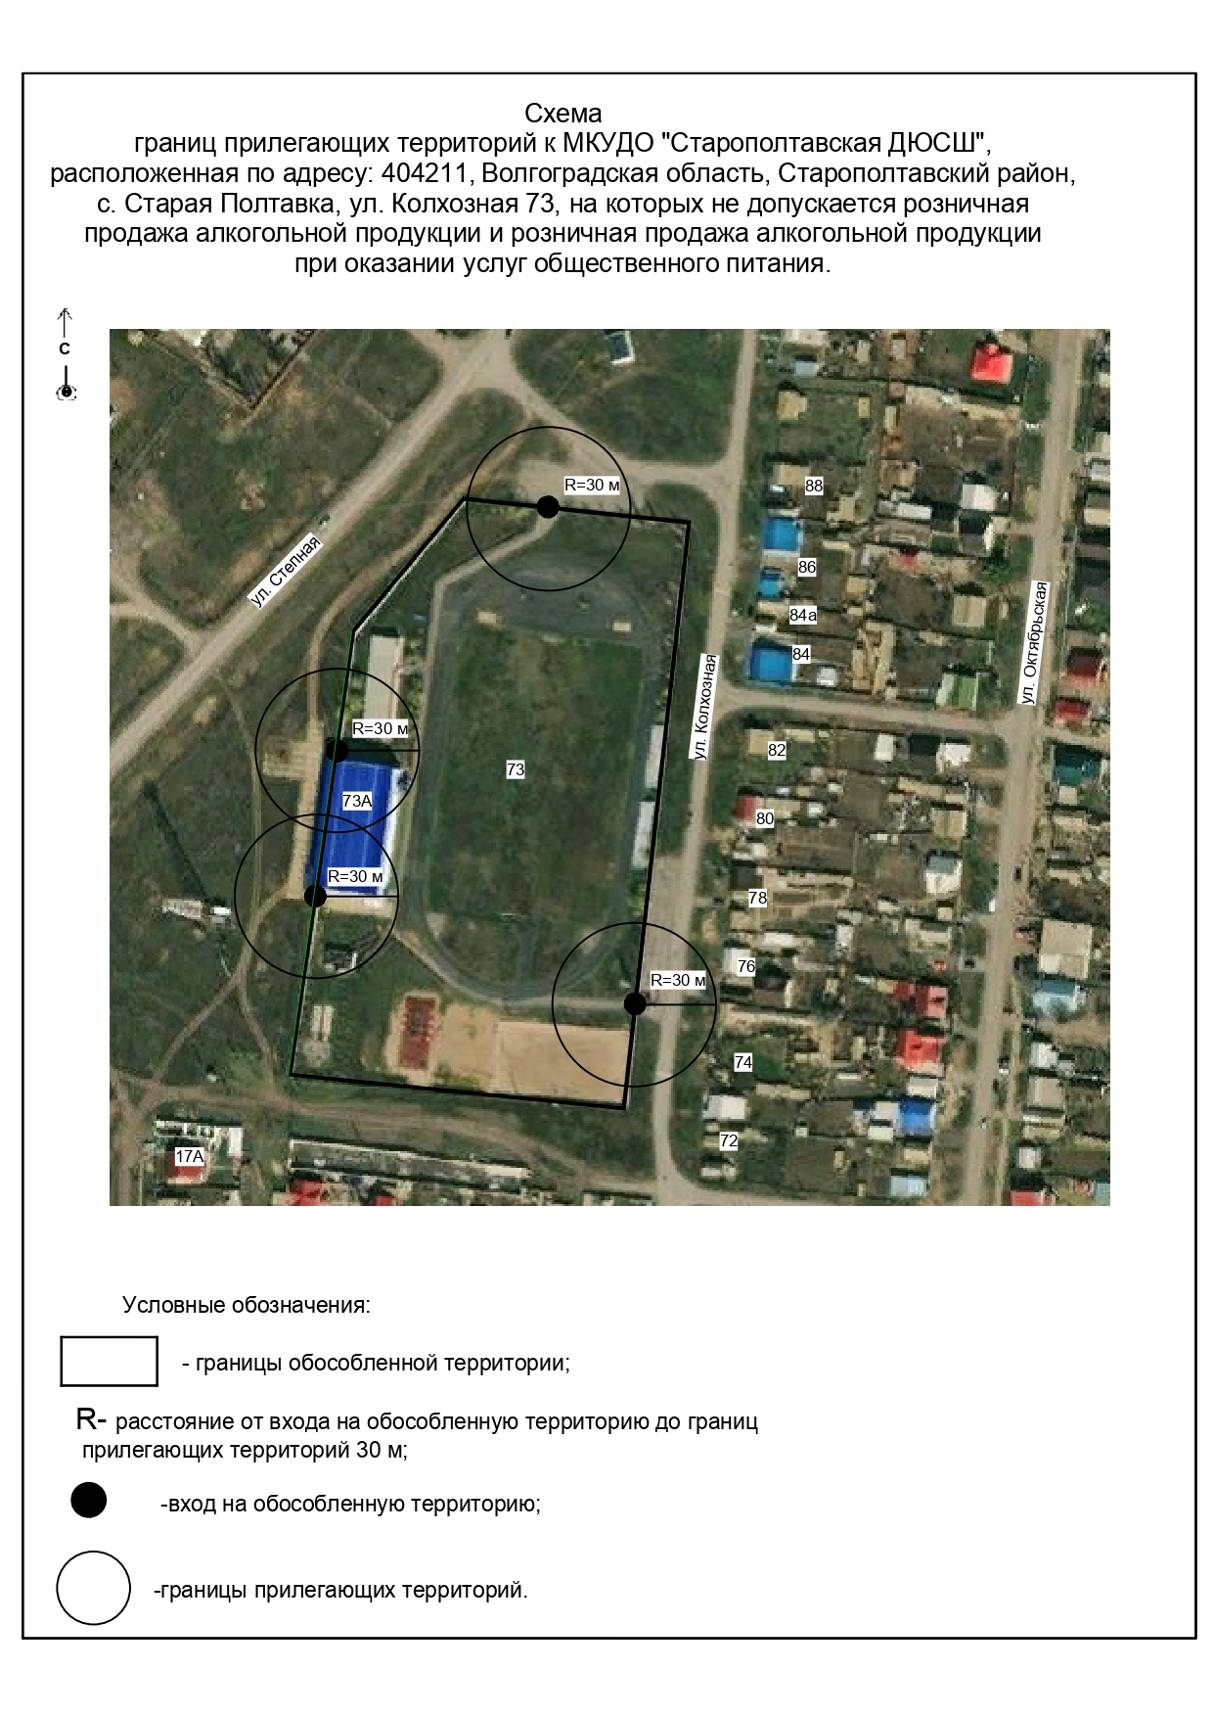 Схема
границ прилегающих территорий к МКУДО "Старополтавская ДЮСШ",
расположенная по адресу: 404211, Волгоградская область, Старополтавский район,
с. Старая Полтавка, ул. Колхозная 73, на которых не допускается розничная
продажа алкогольной продукции и розничная продажа алкогольной продукции
при оказании услуг общественного питания.
С
R=30 м
88
ул. Степная
86
84а
ул. Октябрьская
84
ул. Колхозная
R=30 м
82
73
73А
80
R=30 м
78
76
R=30 м
74
72
17А
Условные обозначения:
- границы обособленной территории;
R- расстояние от входа на обособленную территорию до границ
прилегающих территорий 30 м;
-вход на обособленную территорию;
-границы прилегающих территорий.